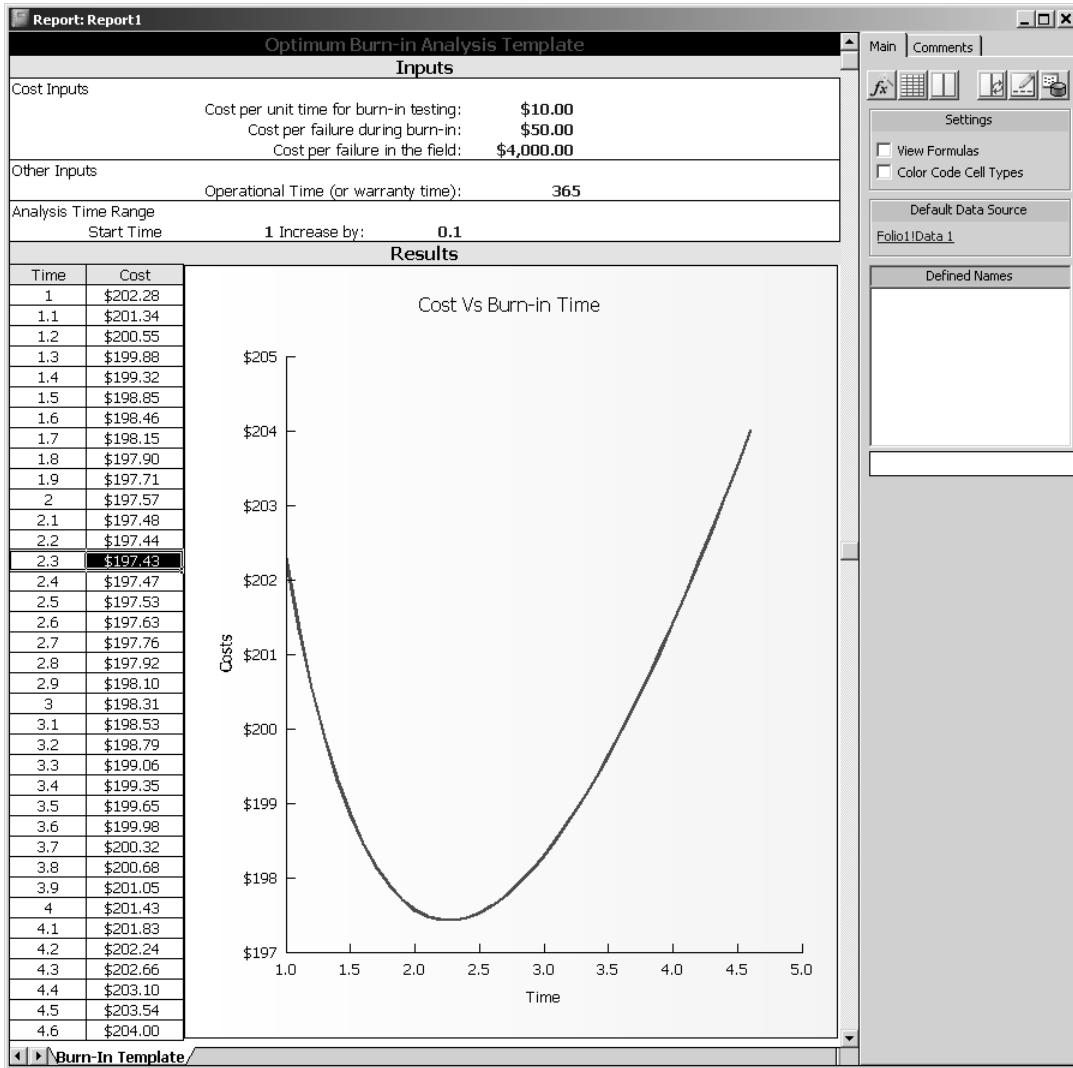 Report: Report1
Optimum Burn-in Analysis Template
Inputs
Cost Inputs
Cost per unit time for burn-in testing: $10.00
Cost per failure during burn-in: $50.00
Cost per failure in the field: $4,000.00
Other Inputs
Operational Time (or warranty time): 365
Analysis Time Range
Start Time 1 Increase by: 0.1
Results
Time Cost
1 $202.28
1.1 $201.34
1.2 $200.55
1.3 $199.88
1.4 $199.32
1.5 $198.85
1.6 $198.46
1.7 $198.15
1.8 $197.90
1.9 $197.71
2 $197.57
2.1 $197.48
2.2 $197.44
2.3 $197.43
2.4 $197.47
2.5 $197.53
2.6 $197.63
2.7 $197.76
2.8 $197.92
2.9 $198.10
3 $198.31
3.1 $198.53
3.2 $198.79
3.3 $199.06
3.4 $199.35
3.5 $199.65
3.6 $199.98
3.7 $200.32
3.8 $200.68
3.9 $201.05
4 $201.43
4.1 $201.83
4.2 $202.24
4.3 $202.66
4.4 $203.10
4.5 $203.54
4.6 $204.00
Cost Vs Burn-in Time
$205
$204
$203
$202
$201
$200
$199
$198
$197
Costs
1.0 1.5 2.0 2.5 3.0 3.5 4.0 4.5 5.0
Time
Burn-In Template
Main Comments
fx
Settings
View Formulas
Color Code Cell Types
Default Data Source
Folio1!Data 1
Defined Names